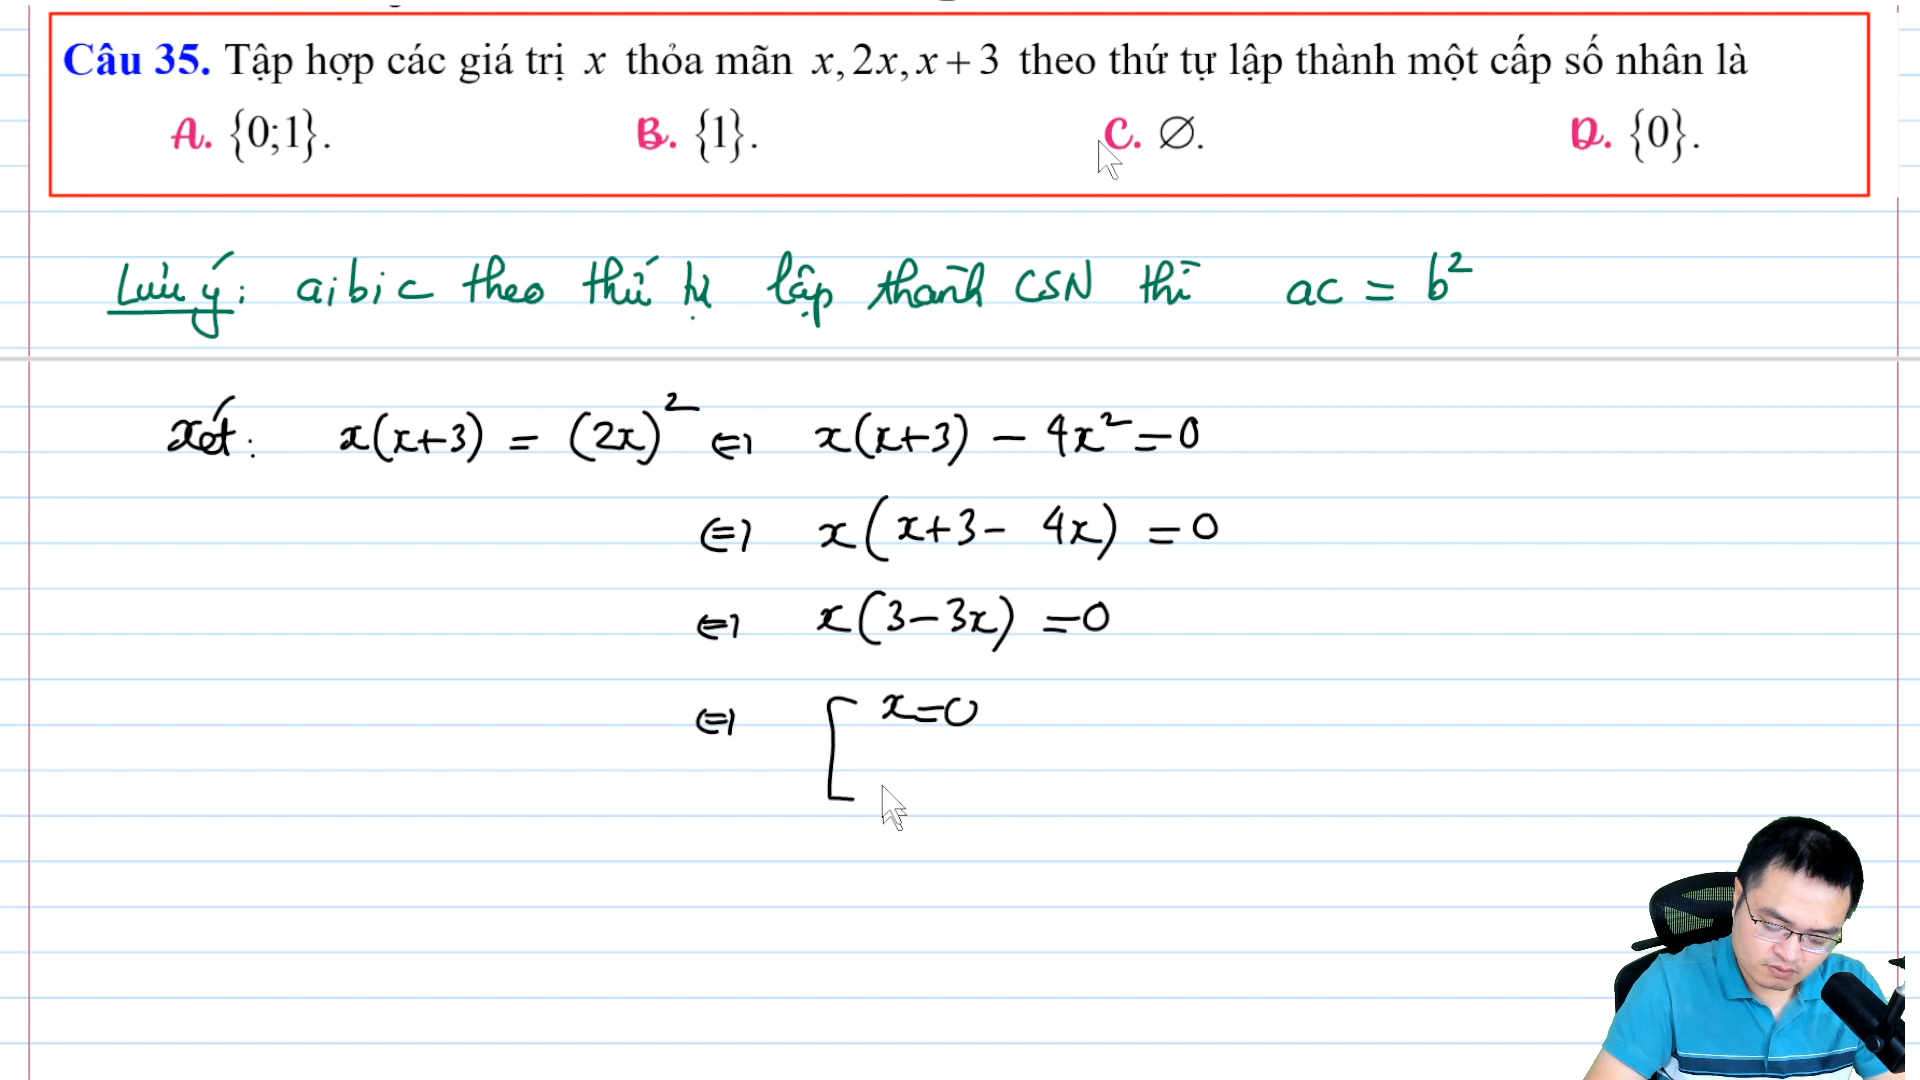 Câu 35. Tập hợp các giá trị x thỏa mãn x, 2x, x + 3 theo thứ tự lập thành một cấp số nhân là
A. {0;1}. B. {1}. C. ∅. D. {0}.
Lưu ý: a; b; c theo thứ tự lập thành CSN thì ac = b²
xét: x(x+3) = (2x)² ⇔ x(x+3) − 4x² = 0
⇔ x(x+3 − 4x) = 0
⇔ x(3 − 3x) = 0
⇔ [ x = 0